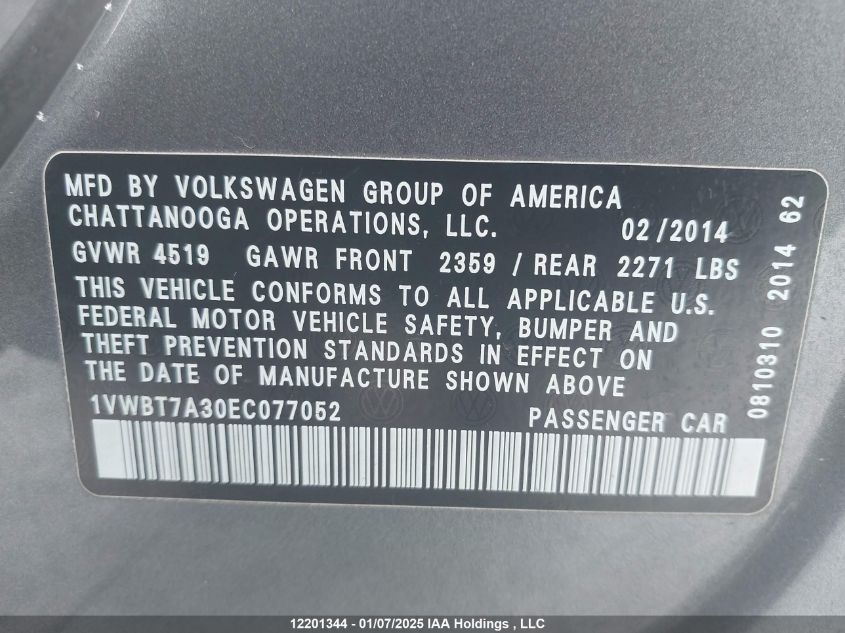 MFD BY VOLKSWAGEN GROUP OF AMERICA
CHATTANOOGA OPERATIONS, LLC. 02/2014
GVWR 4519 GAWR FRONT 2359 / REAR 2271 LBS
THIS VEHICLE CONFORMS TO ALL APPLICABLE U.S.
FEDERAL MOTOR VEHICLE SAFETY, BUMPER AND
THEFT PREVENTION STANDARDS IN EFFECT ON
THE DATE OF MANUFACTURE SHOWN ABOVE
1VWBT7A30EC077052 PASSENGER CAR
0810310 2014 62
12201344 - 01/07/2025 IAA Holdings , LLC